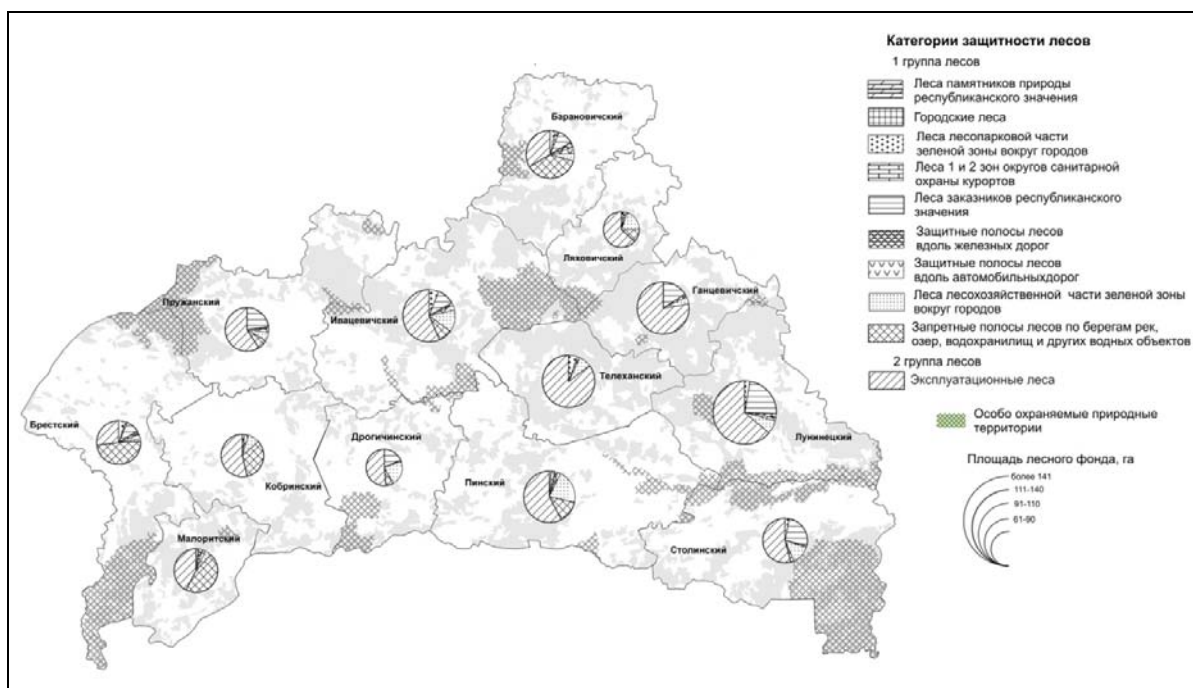 Категории защитности лесов
1 группа лесов
Леса памятников природы
республиканского значения
Городские леса
Леса лесопарковой части
зеленой зоны вокруг городов
Леса 1 и 2 зон округов санитарной
охраны курортов
Леса заказников республиканского
значения
Защитные полосы лесов
вдоль железных дорог
Защитные полосы лесов
вдоль автомобильныхдорог
Леса лесохозяйственной части зеленой зоны
вокруг городов
Запретные полосы лесов по берегам рек,
озер, водохранилищ и других водных объектов
2 группа лесов
Эксплуатационные леса
Особо охраняемые природные
территории
Площадь лесного фонда, га
более 141
111-140
91-110
61-90
Барановичский
Ляховичский
Ганцевичский
Пружанский
Ивацевичский
Телеханский
Брестский
Дрогичинский
Лунинецкий
Кобринский
Пинский
Малоритский
Столинский